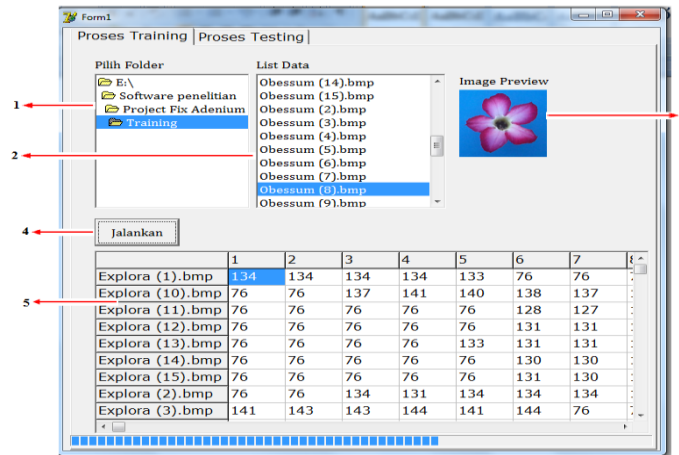 Form1
Proses Training Proses Testing
Pilih Folder List Data
E:\
Software penelitian
Project Fix Adenium
Training
Obessum (14).bmp
Obessum (15).bmp
Obessum (2).bmp
Obessum (3).bmp
Obessum (4).bmp
Obessum (5).bmp
Obessum (6).bmp
Obessum (7).bmp
Obessum (8).bmp
Obessum (9).bmp
Image Preview
1
2
4
Jalankan
5
1 2 3 4 5 6 7 8
Explora (1).bmp 134 134 134 134 133 76 76
Explora (10).bmp 76 76 137 141 140 138 137
Explora (11).bmp 76 76 76 76 76 128 127
Explora (12).bmp 76 76 76 76 76 131 131
Explora (13).bmp 76 76 76 76 133 131 131
Explora (14).bmp 76 76 76 76 76 130 130
Explora (15).bmp 76 76 76 76 76 131 130
Explora (2).bmp 76 76 134 131 134 134 134
Explora (3).bmp 141 143 143 144 141 144 76